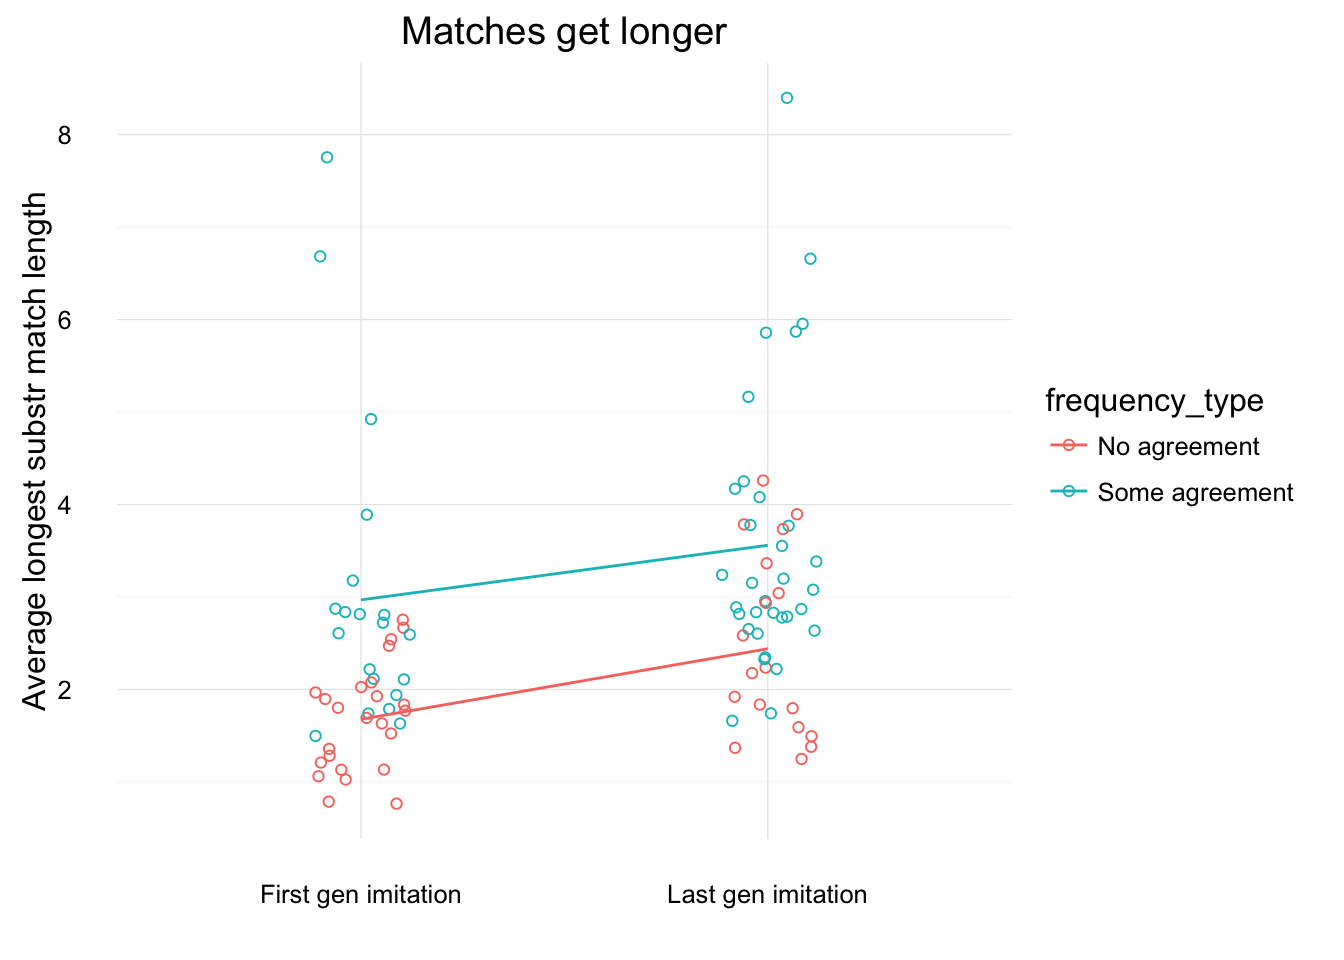 Matches get longer
Average longest substr match length
8
6
4
2
First gen imitation
Last gen imitation
frequency_type
No agreement
Some agreement